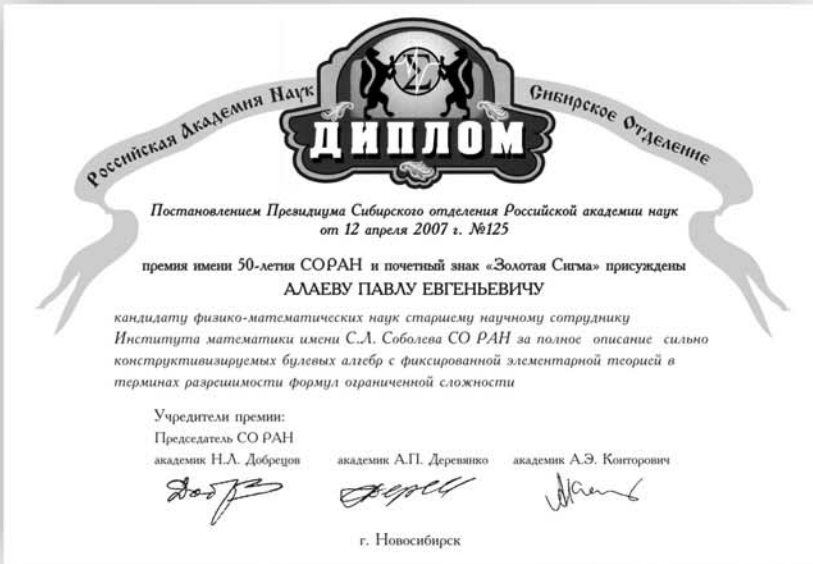 Российская Академия Наук
Сибирское Отделение
Σ
ДИПЛОМ
Постановлением Президиума Сибирского отделения Российской академии наук
от 12 апреля 2007 г. №125
премия имени 50-летия СО РАН и почетный знак «Золотая Сигма» присуждены
АЛАЕВУ ПАВЛУ ЕВГЕНЬЕВИЧУ
кандидату физико-математических наук старшему научному сотруднику
Института математики имени С.Л. Соболева СО РАН за полное описание сильно
конструктивизируемых булевых алгебр с фиксированной элементарной теорией в
терминах разрешимости формул ограниченной сложности
Учредители премии:
Председатель СО РАН
академик Н.Л. Добрецов академик А.П. Деревянко академик А.Э. Конторович
г. Новосибирск